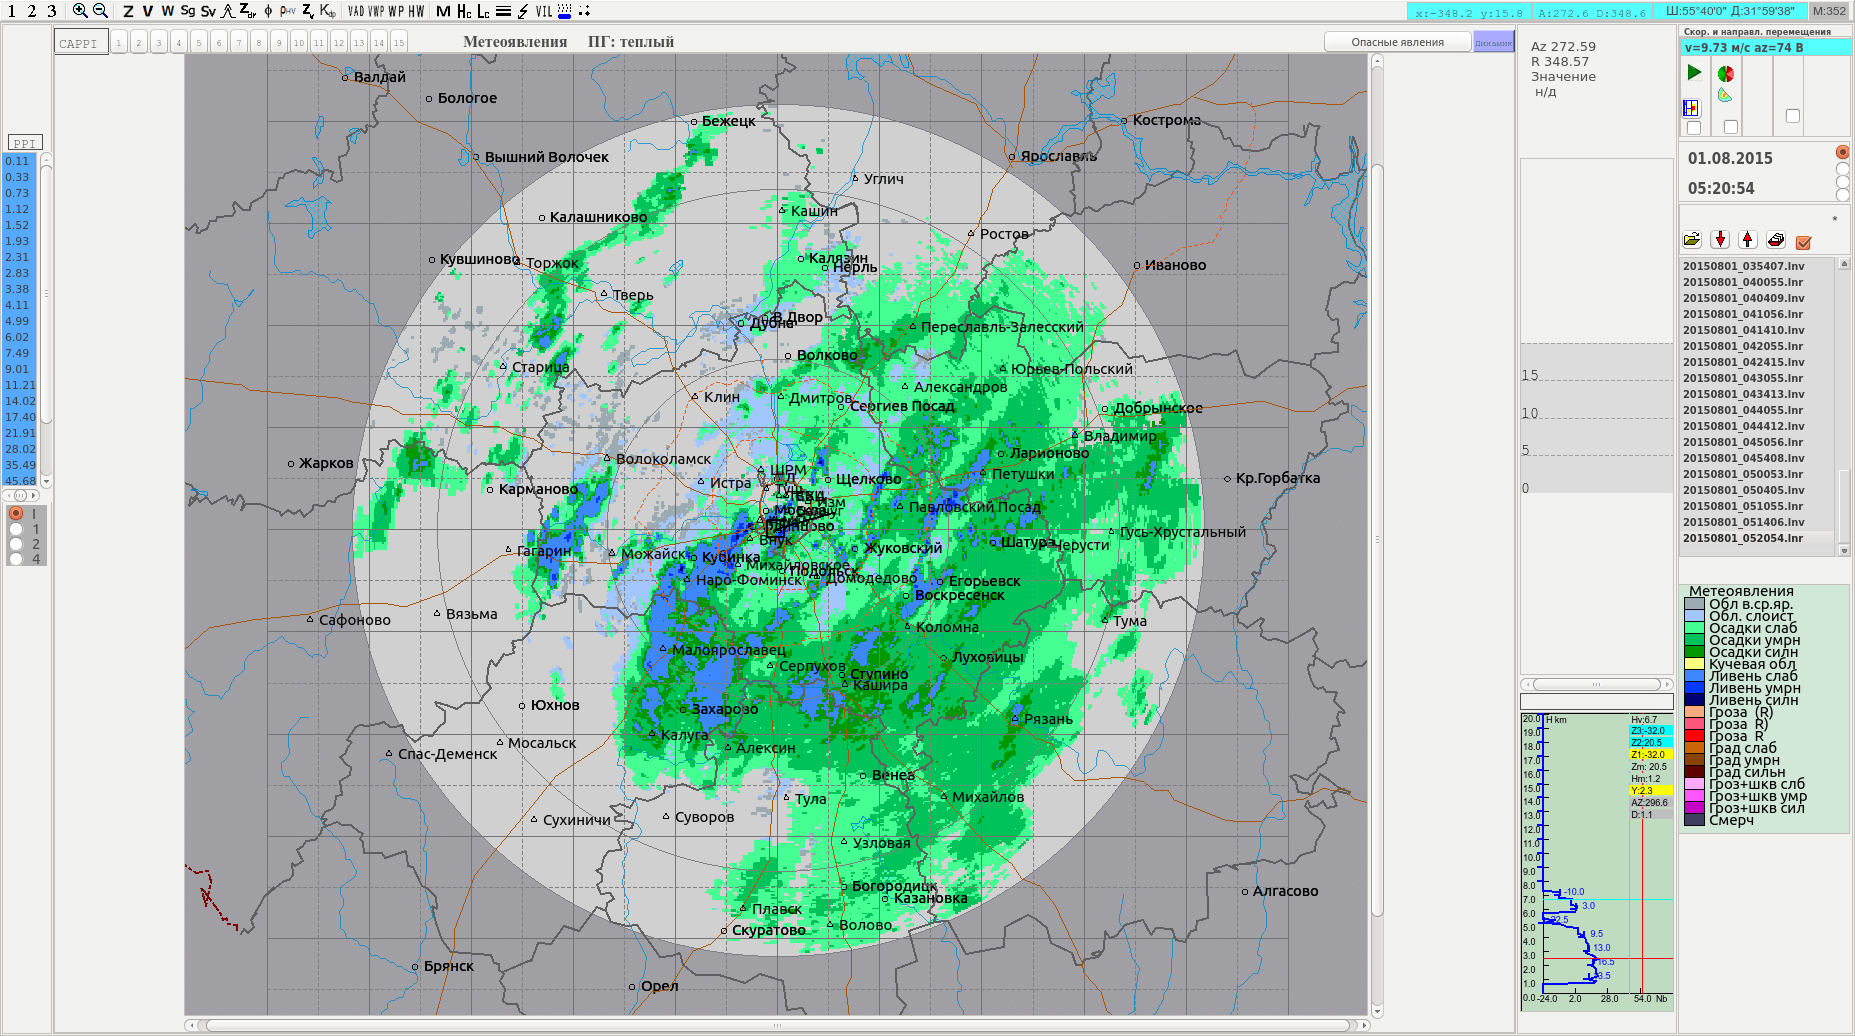 1 2 3 Z V W Sg Sv Zdr ϕ ρHV Zv Kdp VAD VWP WP HW M Hc Lc VIL
x:-348.2 y:15.8 A:272.6 D:348.6 Ш:55°40'0" Д:31°59'38" М:352
CAPPI 1 2 3 4 5 6 7 8 9 10 11 12 13 14 15
Метеоявления ПГ: теплый
Опасные явления
PPI
0.11
0.33
0.73
1.12
1.52
1.93
2.31
2.83
3.38
4.11
4.99
6.02
7.49
9.01
11.21
14.02
17.40
21.91
28.02
35.49
45.68
I
1
2
4
Валдай
Бологое
Бежецк
Кострома
Вышний Волочек
Ярославль
Углич
Кашин
Калашниково
Ростов
Кувшиново
Торжок
Калязин
Нерль
Иваново
Тверь
В.Двор
Дубна
Переславль-Залесский
Волково
Старица
Юрьев-Польский
Александров
Клин
Дмитров
Сергиев Посад
Добрынское
Владимир
Ларионово
Жарков
Волоколамск
ШРМ
Петушки
Истра
Щелково
Кр.Горбатка
Карманово
Туш
Изм
Москва
Павловский Посад
Одинцово
Гусь-Хрустальный
Внук
Шатура
Черусти
Гагарин
Можайск
Кубинка
Жуковский
Михайловское
Подольск
Наро-Фоминск
Домодедово
Егорьевск
Воскресенск
Вязьма
Сафоново
Тума
Коломна
Малоярославец
Луховицы
Серпухов
Ступино
Кашира
Юхнов
Захарово
Рязань
Калуга
Мосальск
Алексин
Спас-Деменск
Венев
Тула
Михайлов
Сухиничи
Суворов
Узловая
Богородицк
Казановка
Алгасово
Плавск
Волово
Скуратово
Брянск
Орел
Az 272.59
R 348.57
Значение
н/д
15
10
5
0
20.0 H km
19.0
18.0
17.0
16.0
15.0
14.0
13.0
12.0
11.0
10.0
9.0
8.0
7.0
6.0
5.0
4.0
3.0
2.0
1.0
0.0 -24.0 2.0 28.0 54.0 Nb
Hv:6.7
Z3:-32.0
Z2:20.5
Z1:-32.0
Zm: 20.5
Hm:1.2
Y:2.3
AZ:296.6
D:1.1
-10.0
3.0
9.5
13.0
16.5
Скор. и направл. перемещения
v=9.73 м/с az=74 В
01.08.2015
05:20:54
*
20150801_035407.lnv
20150801_040055.lnr
20150801_040409.lnv
20150801_041056.lnr
20150801_041410.lnv
20150801_042055.lnr
20150801_042415.lnv
20150801_043055.lnr
20150801_043413.lnv
20150801_044055.lnr
20150801_044412.lnv
20150801_045056.lnr
20150801_045408.lnv
20150801_050053.lnr
20150801_050405.lnv
20150801_051055.lnr
20150801_051406.lnv
20150801_052054.lnr
Метеоявления
Обл в.ср.яр.
Обл. слоист
Осадки слаб
Осадки умрн
Осадки силн
Кучевая обл
Ливень слаб
Ливень умрн
Ливень силн
Гроза (R)
Гроза R)
Гроза R
Град слаб
Град умрн
Град сильн
Гроз+шкв слб
Гроз+шкв умр
Гроз+шкв сил
Смерч